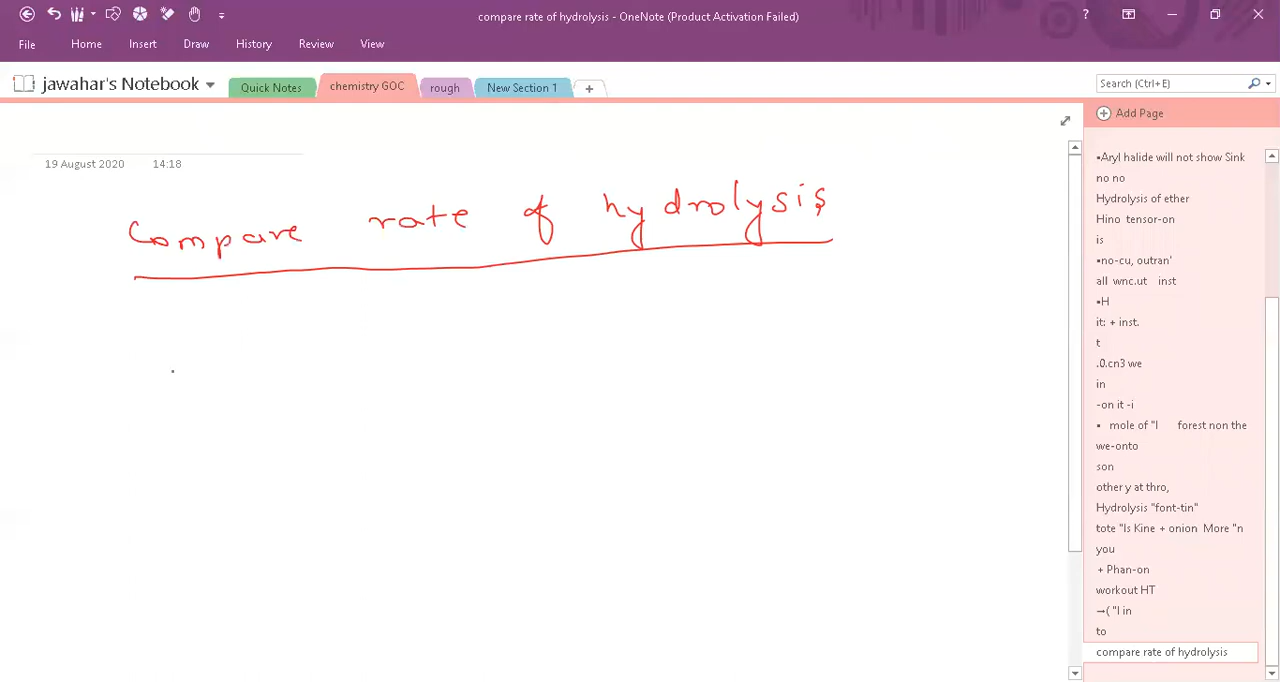 compare rate of hydrolysis - OneNote (Product Activation Failed)
?
File Home Insert Draw History Review View
jawahar's Notebook
Quick Notes
chemistry GOC
rough
New Section 1
+
Search (Ctrl+E)
Add Page
19 August 2020 14:18
Compare rate of hydrolysis
•Aryl halide will not show Sink
no no
Hydrolysis of ether
Hino tensor-on
is
•no-cu, outran'
all wnc.ut inst
•H
it: + inst.
t
.0.cn3 we
in
-on it -i
• mole of "I forest non the
we-onto
son
other y at thro,
Hydrolysis "font-tin"
tote "Is Kine + onion More "n
you
+ Phan-on
workout HT
→( "I in
to
compare rate of hydrolysis